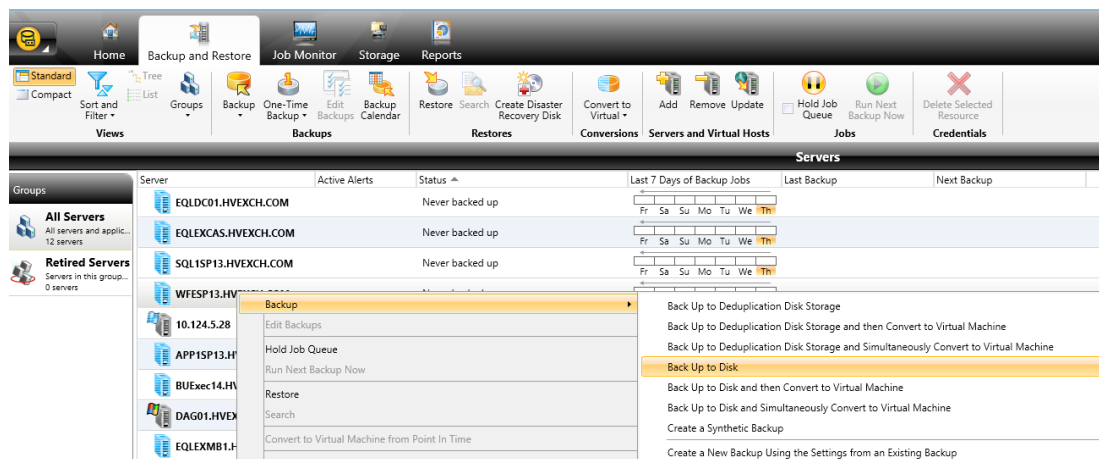 Home
Backup and Restore
Job Monitor
Storage
Reports
Standard
Compact
Sort and
Filter
Tree
List
Groups
Views
Backup
One-Time
Backup
Edit
Backups
Backup
Calendar
Backups
Restore
Search
Create Disaster
Recovery Disk
Restores
Convert to
Virtual
Conversions
Add
Remove
Update
Servers and Virtual Hosts
Hold Job
Queue
Run Next
Backup Now
Jobs
Delete Selected
Resource
Credentials
Servers
Groups
All Servers
All servers and applic...
12 servers
Retired Servers
Servers in this group...
0 servers
Server Active Alerts Status Last 7 Days of Backup Jobs Last Backup Next Backup
EQLDC01.HVEXCH.COM Never backed up
Fr Sa Su Mo Tu We Th
EQLEXCAS.HVEXCH.COM Never backed up
Fr Sa Su Mo Tu We Th
SQL1SP13.HVEXCH.COM Never backed up
Fr Sa Su Mo Tu We Th
10.124.5.28
Backup
Edit Backups
Hold Job Queue
Run Next Backup Now
Restore
Search
Convert to Virtual Machine from Point In Time
Back Up to Deduplication Disk Storage
Back Up to Deduplication Disk Storage and then Convert to Virtual Machine
Back Up to Deduplication Disk Storage and Simultaneously Convert to Virtual Machine
Back Up to Disk
Back Up to Disk and then Convert to Virtual Machine
Back Up to Disk and Simultaneously Convert to Virtual Machine
Create a Synthetic Backup
Create a New Backup Using the Settings from an Existing Backup